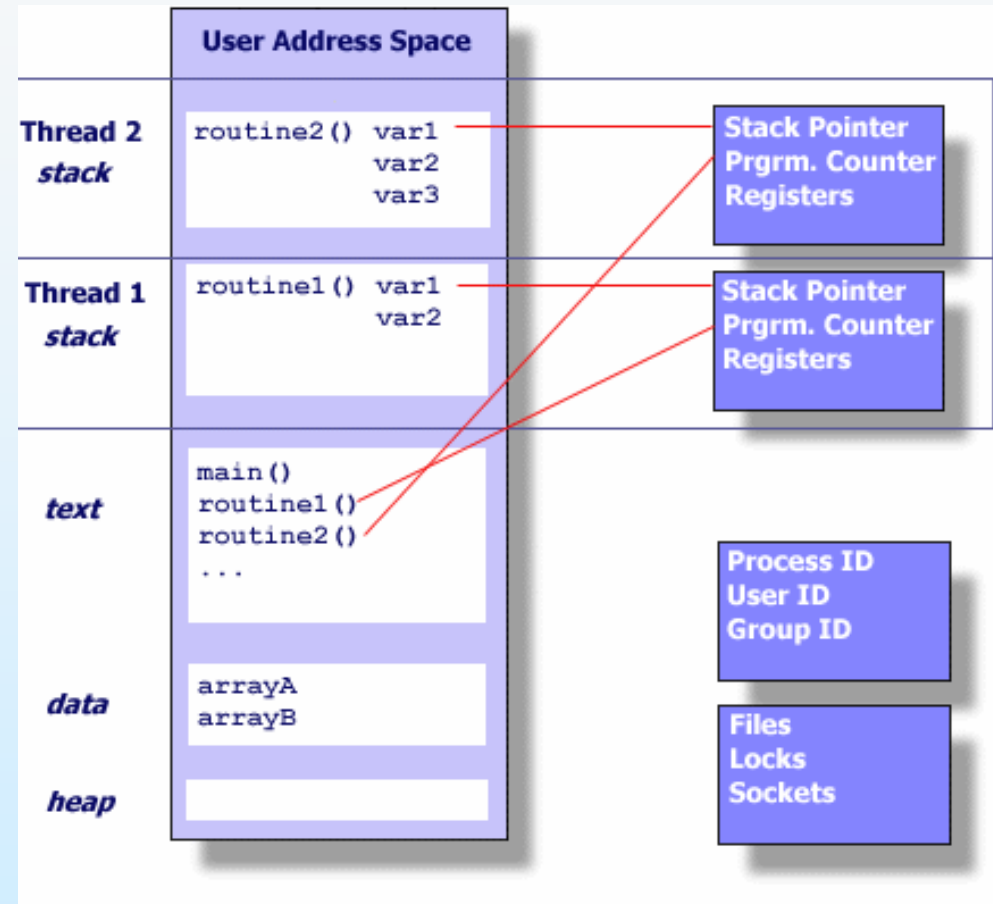 User Address Space
Thread 2
stack
routine2() var1
var2
var3
Stack Pointer
Prgrm. Counter
Registers
Thread 1
stack
routine1() var1
var2
Stack Pointer
Prgrm. Counter
Registers
text
main()
routine1()
routine2()
...
Process ID
User ID
Group ID
data
arrayA
arrayB
Files
Locks
Sockets
heap